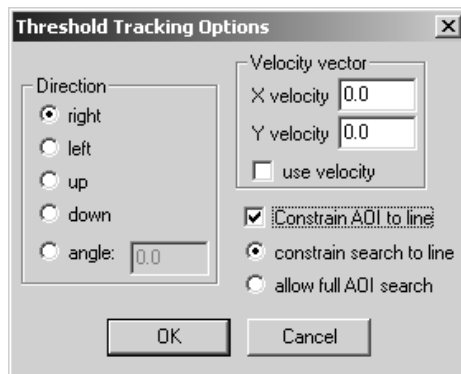 Threshold Tracking Options
Direction
right
left
up
down
angle: 0.0
Velocity vector
X velocity 0.0
Y velocity 0.0
use velocity
Constrain AOI to line
constrain search to line
allow full AOI search
OK
Cancel